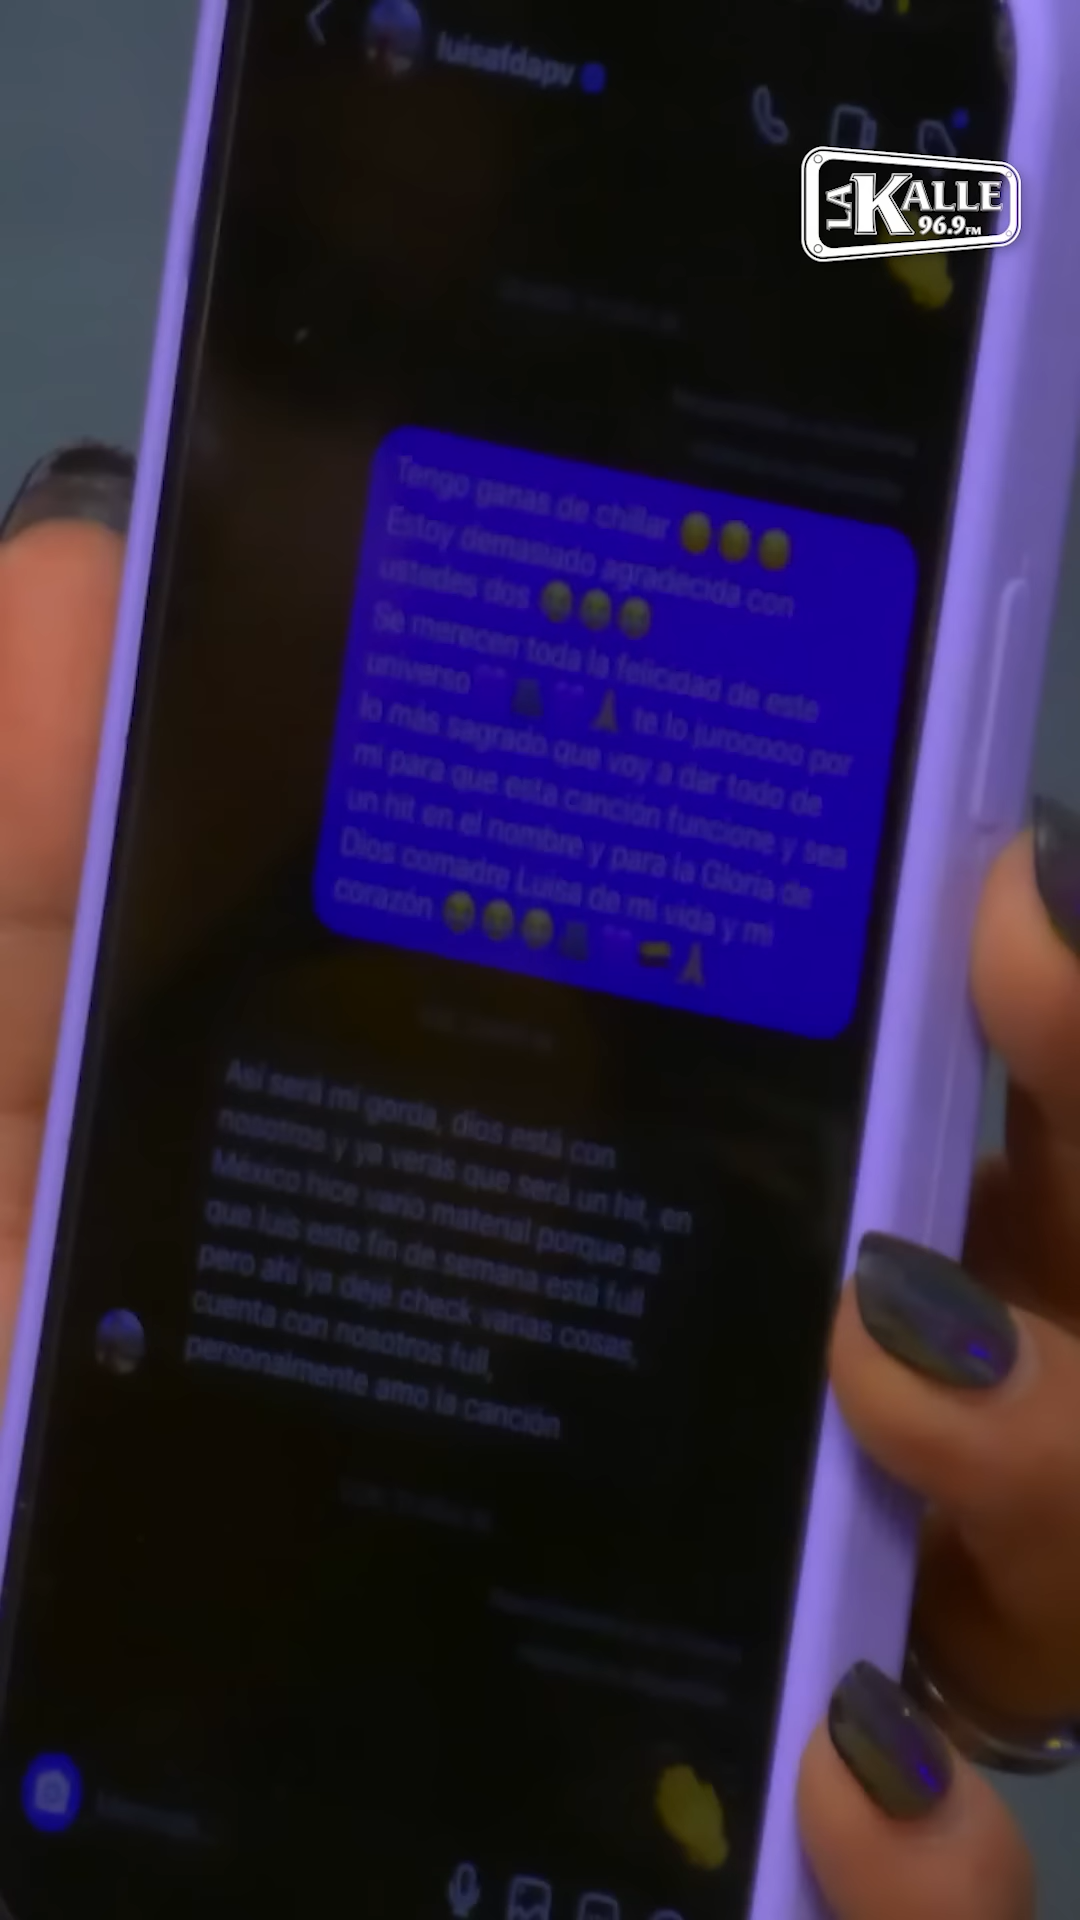 luisafdapv
LA KALLE
96.9 FM
Tengo ganas de chillar 
Estoy demasiado agradecida con
ustedes dos 😭😭😭
Se merecen toda la felicidad de este
universo te lo jurooooo por
lo más sagrado que voy a dar todo de
mi para que esta canción funcione y sea
un hit en el nombre y para la Gloria de
Dios comadre Luisa de mi vida y mi
corazón 😭😭😭
Así será mi gorda, dios está con
nosotros y ya verás que será un hit, en
México hice vario material porque sé
que luis este fin de semana está full
pero ahí ya dejé check varias cosas,
cuenta con nosotros full,
personalmente amo la canción